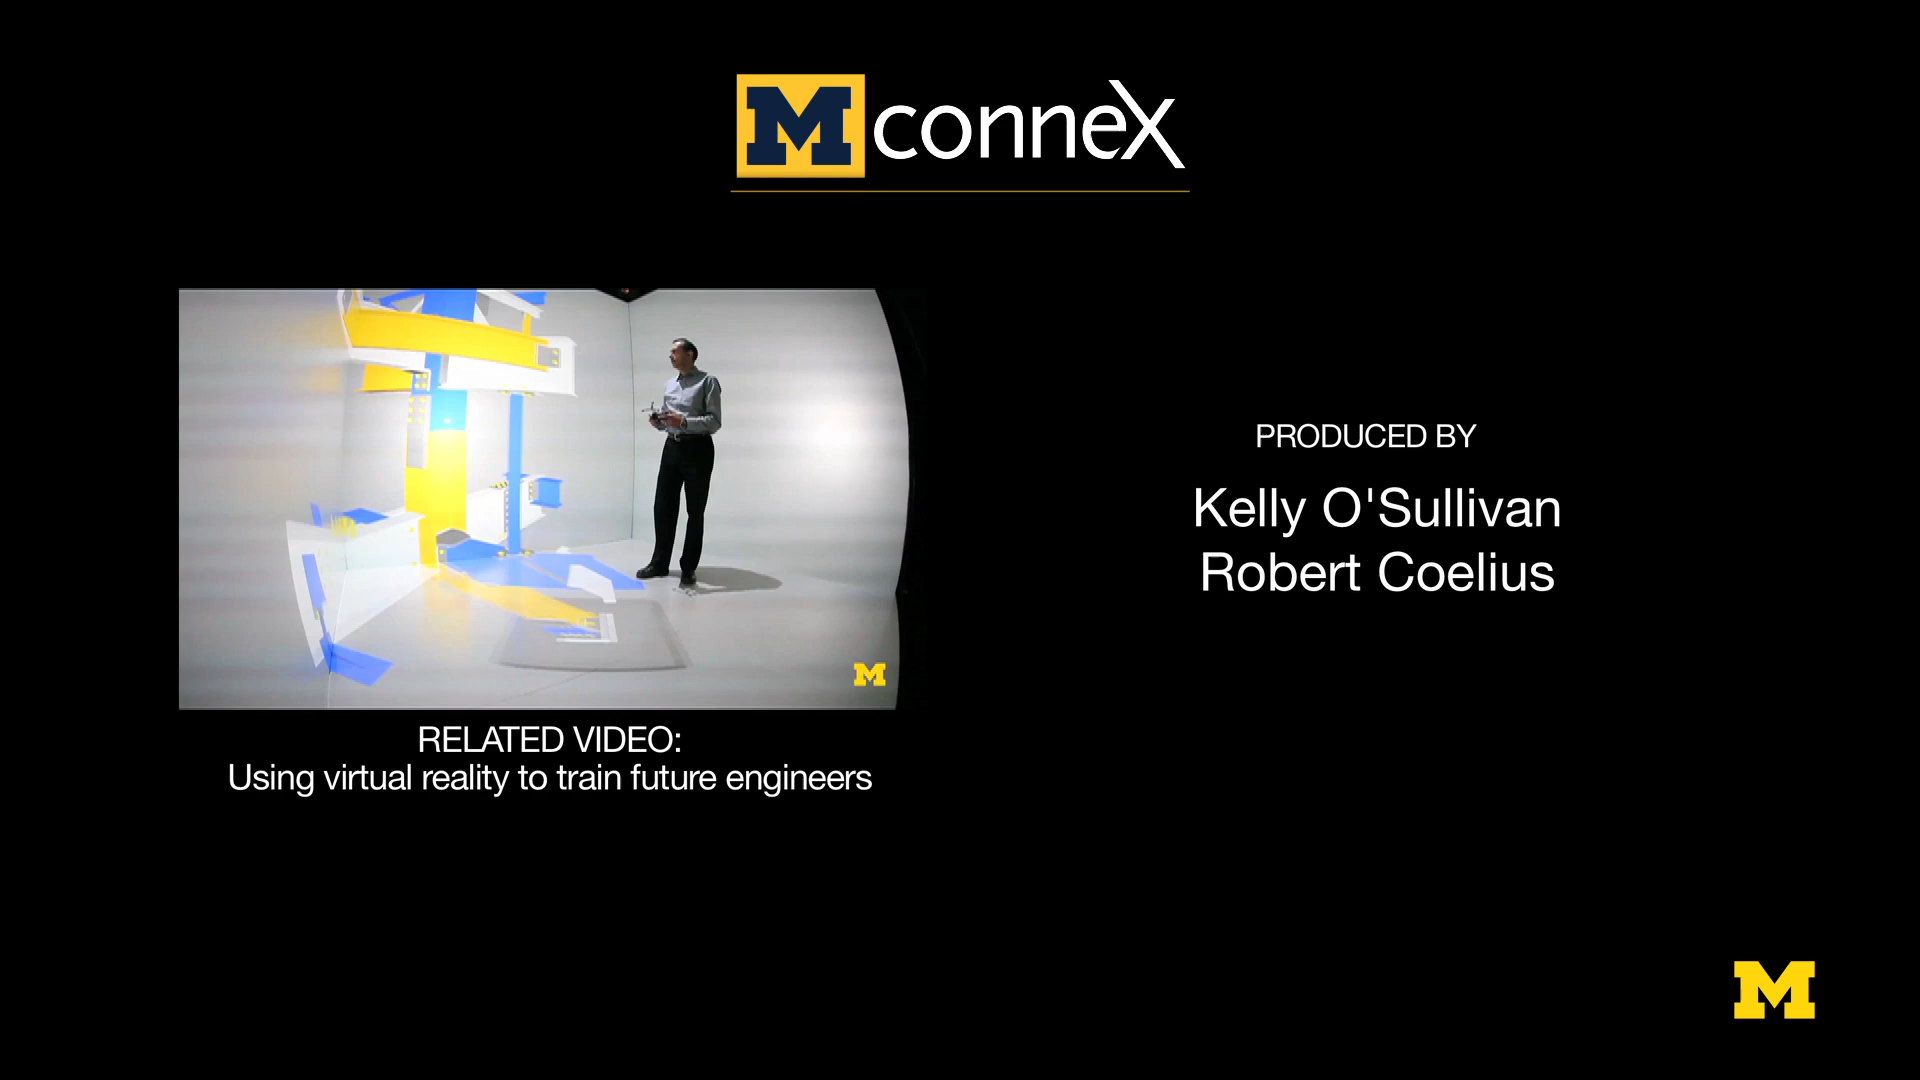 M conneX
PRODUCED BY
Kelly O'Sullivan
Robert Coelius
M
RELATED VIDEO:
Using virtual reality to train future engineers
M